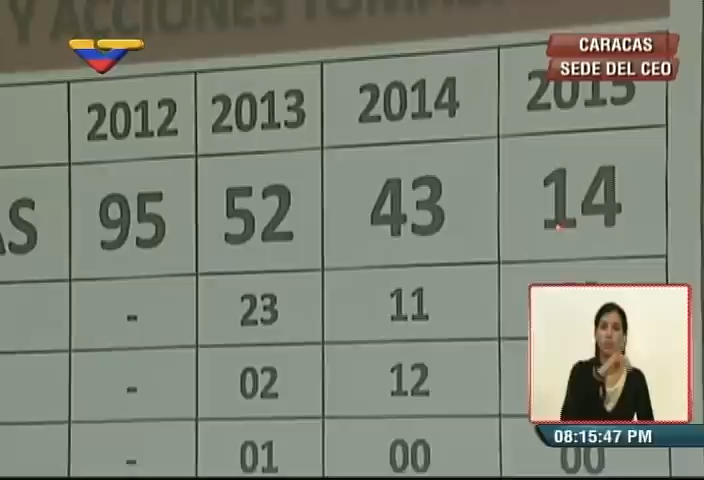 Y ACCIONES
CARACAS
SEDE DEL CEO
2012 2013 2014 2015
AS 95 52 43 14
- 23 11
- 02 12
- 01 00 00
08:15:47 PM